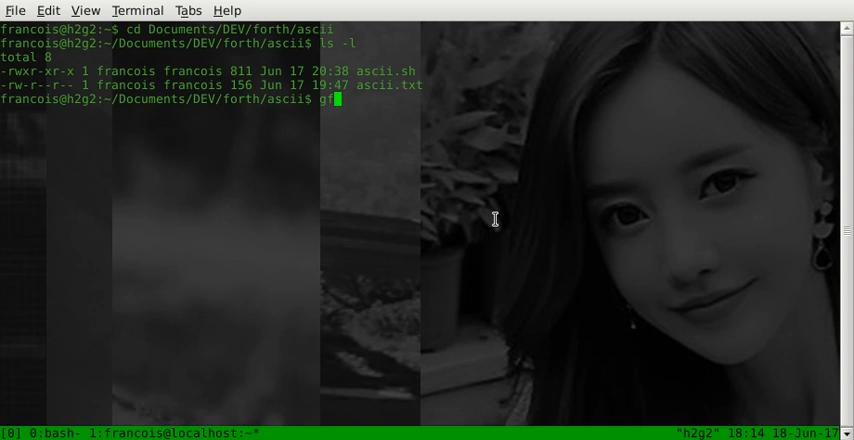 File Edit View Terminal Tabs Help
francois@h2g2:~$ cd Documents/DEV/forth/ascii
francois@h2g2:~/Documents/DEV/forth/ascii$ ls -l
total 8
-rwxr-xr-x 1 francois francois 811 Jun 17 20:38 ascii.sh
-rw-r--r-- 1 francois francois 156 Jun 17 19:47 ascii.txt
francois@h2g2:~/Documents/DEV/forth/ascii$ gf
[0] 0:bash- 1:francois@localhost:~* "h2g2" 18:14 18-Jun-17